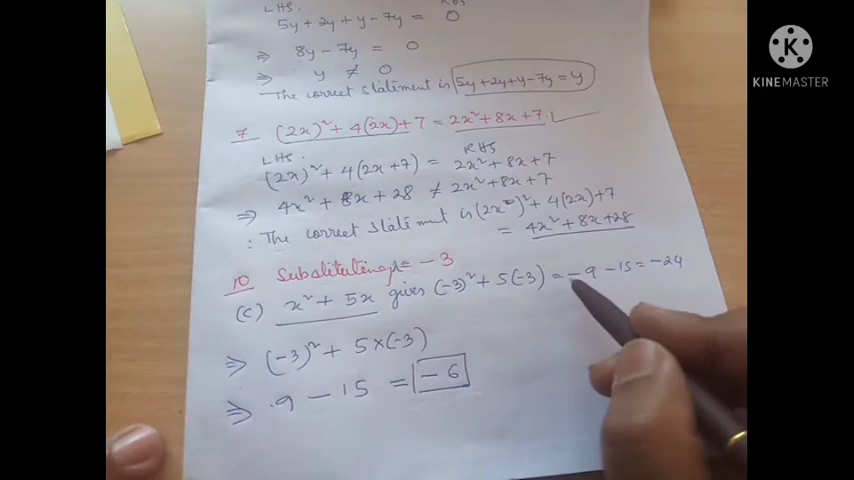 LHS. RHS
5y + 2y + y - 7y = 0
⇒ 8y - 7y = 0
⇒ y ≠ 0
The correct statement is 5y + 2y + y - 7y = y
7 (2x)² + 4(2x) + 7 = 2x² + 8x + 7.
LHS. RHS
(2x)² + 4(2x + 7) = 2x² + 8x + 7
⇒ 4x² + 8x + 28 ≠ 2x² + 8x + 7
∴ The correct statement is (2x)² + 4(2x) + 7
= 4x² + 8x + 28
10 Substituting x = -3
(c) x² + 5x gives (-3)² + 5(-3) = -9 - 15 = -24
⇒ (-3)² + 5 × (-3)
⇒ 9 - 15 = -6
K
KINEMASTER